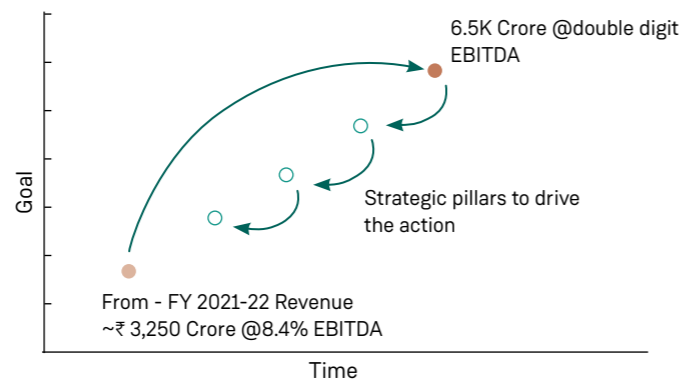 6.5K Crore @double digit
EBITDA
Goal
Strategic pillars to drive
the action
From - FY 2021-22 Revenue
~₹ 3,250 Crore @8.4% EBITDA
Time